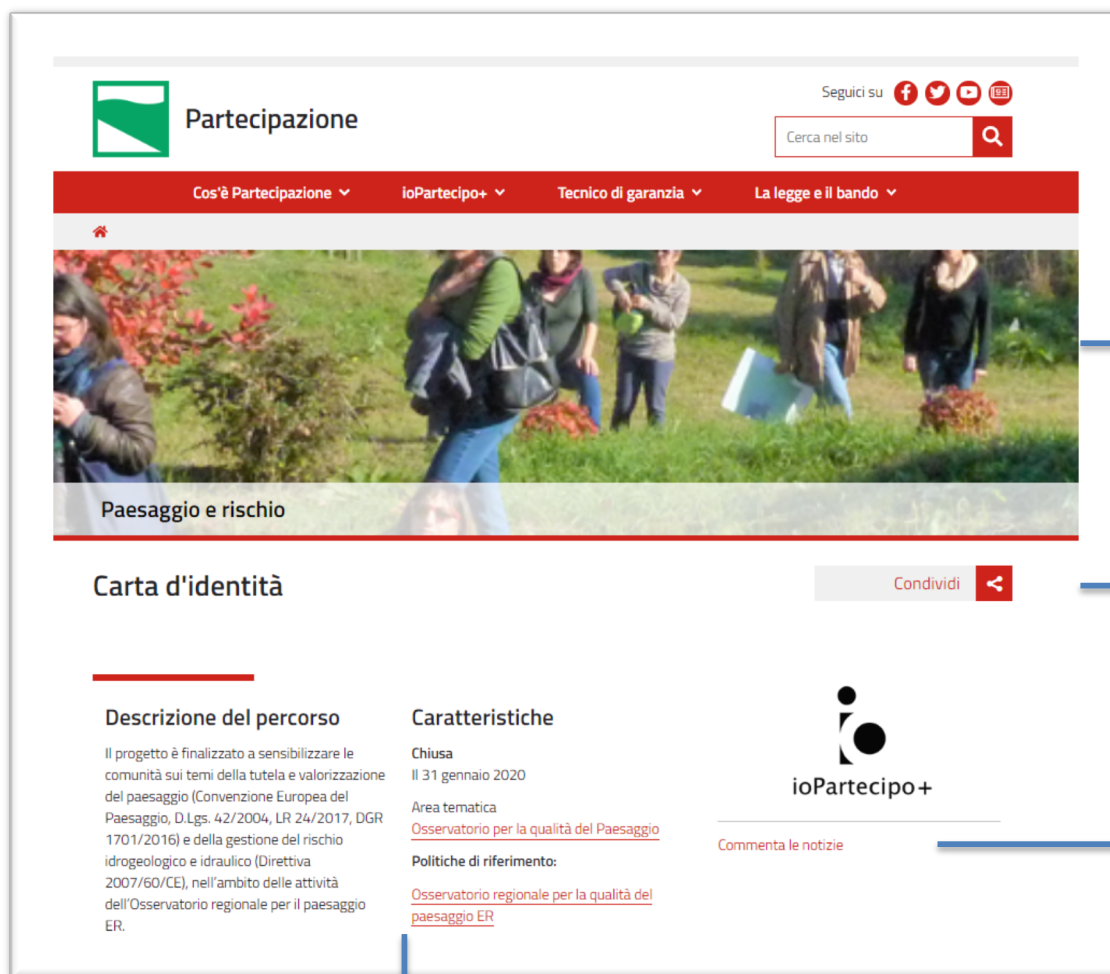 Partecipazione
Seguici su
Cerca nel sito
Cos'è Partecipazione
ioPartecipo+
Tecnico di garanzia
La legge e il bando
Paesaggio e rischio
Carta d'identità
Condividi
Descrizione del percorso
Il progetto è finalizzato a sensibilizzare le
comunità sui temi della tutela e valorizzazione
del paesaggio (Convenzione Europea del
Paesaggio, D.Lgs. 42/2004, LR 24/2017, DGR
1701/2016) e della gestione del rischio
idrogeologico e idraulico (Direttiva
2007/60/CE), nell'ambito delle attività
dell'Osservatorio regionale per il paesaggio
ER.
Caratteristiche
Chiusa
Il 31 gennaio 2020
Area tematica
Osservatorio per la qualità del Paesaggio
Politiche di riferimento:
Osservatorio regionale per la qualità del
paesaggio ER
io
ioPartecipo+
Commenta le notizie